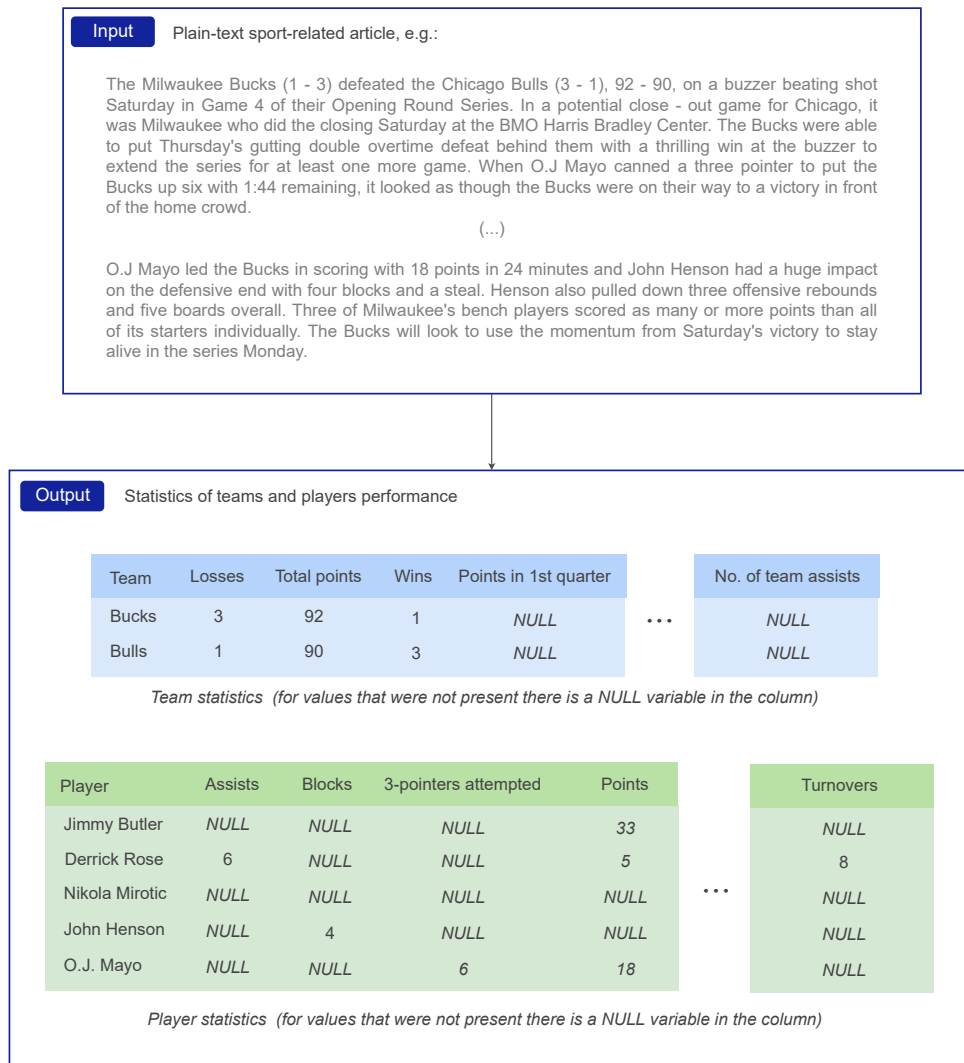 Input Plain-text sport-related article, e.g.:
The Milwaukee Bucks (1 - 3) defeated the Chicago Bulls (3 - 1), 92 - 90, on a buzzer beating shot
Saturday in Game 4 of their Opening Round Series. In a potential close - out game for Chicago, it
was Milwaukee who did the closing Saturday at the BMO Harris Bradley Center. The Bucks were able
to put Thursday's gutting double overtime defeat behind them with a thrilling win at the buzzer to
extend the series for at least one more game. When O.J Mayo canned a three pointer to put the
Bucks up six with 1:44 remaining, it looked as though the Bucks were on their way to a victory in front
of the home crowd.
(...)
O.J Mayo led the Bucks in scoring with 18 points in 24 minutes and John Henson had a huge impact
on the defensive end with four blocks and a steal. Henson also pulled down three offensive rebounds
and five boards overall. Three of Milwaukee's bench players scored as many or more points than all
of its starters individually. The Bucks will look to use the momentum from Saturday's victory to stay
alive in the series Monday.
Output Statistics of teams and players performance
Team Losses Total points Wins Points in 1st quarter No. of team assists
Bucks 3 92 1 NULL ... NULL
Bulls 1 90 3 NULL NULL
Team statistics (for values that were not present there is a NULL variable in the column)
Player Assists Blocks 3-pointers attempted Points Turnovers
Jimmy Butler NULL NULL NULL 33 NULL
Derrick Rose 6 NULL NULL 5 8
Nikola Mirotic NULL NULL NULL NULL ... NULL
John Henson NULL 4 NULL NULL NULL
O.J. Mayo NULL NULL 6 18 NULL
Player statistics (for values that were not present there is a NULL variable in the column)